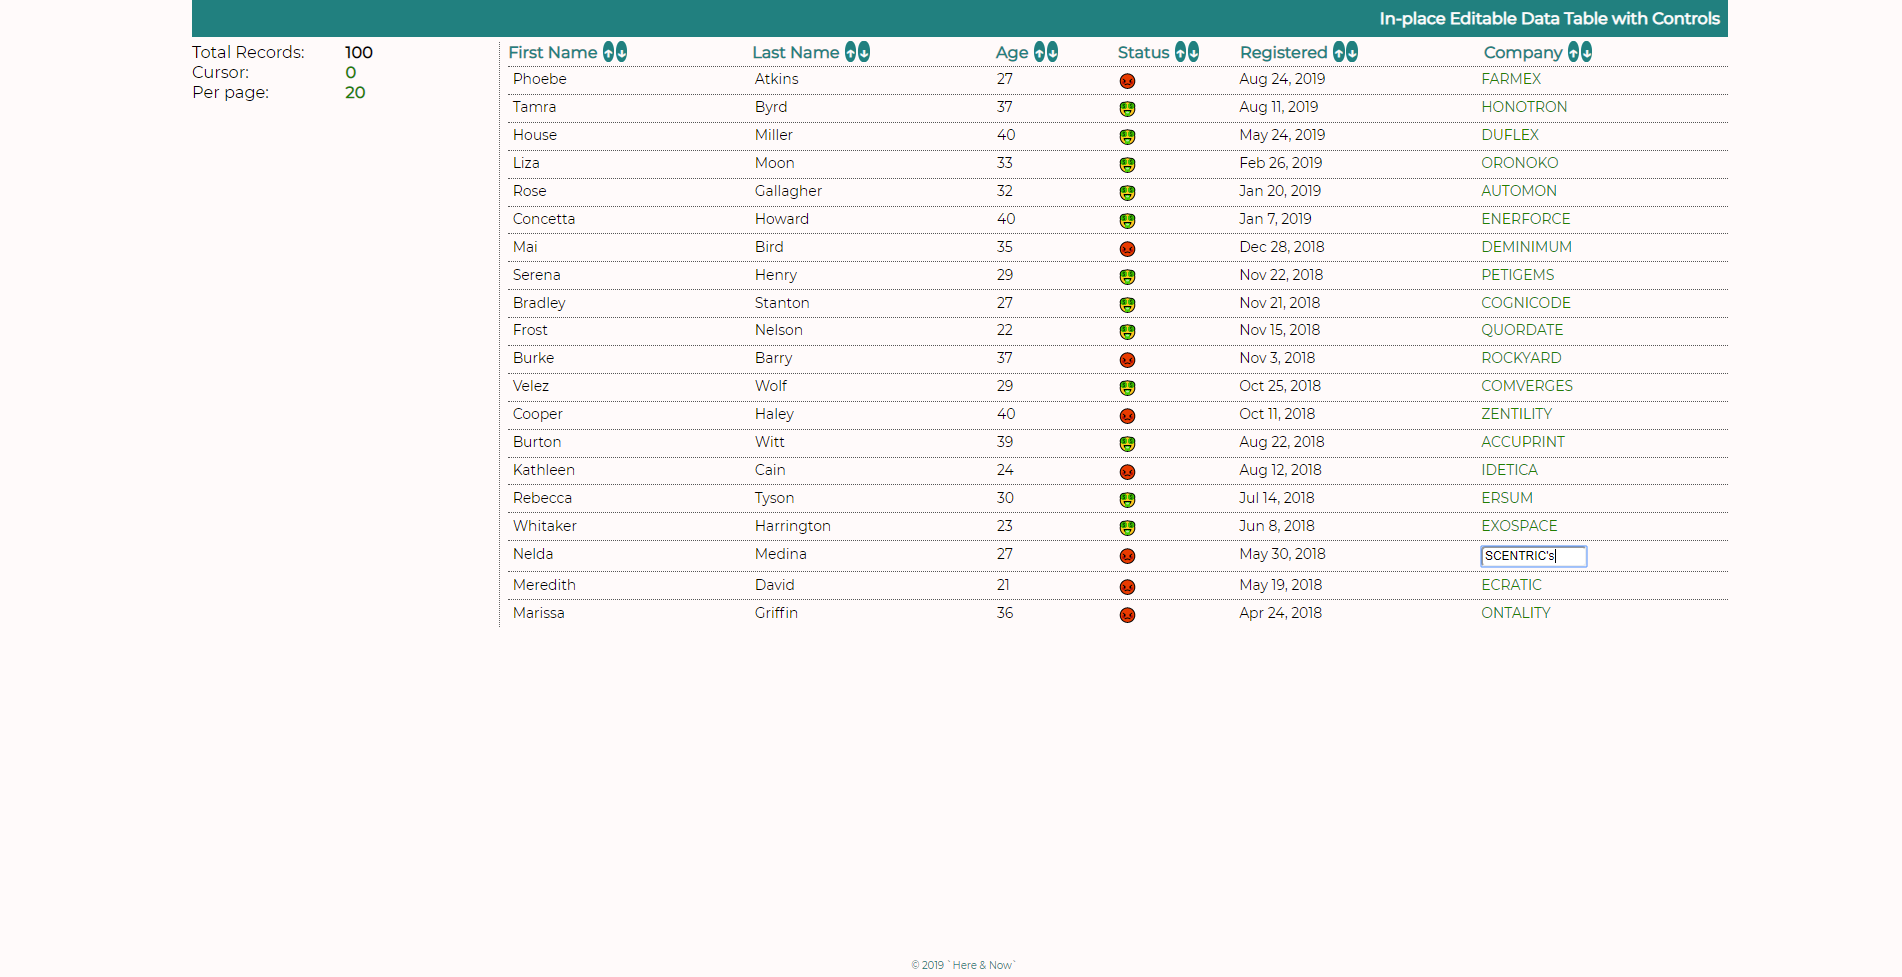 In-place Editable Data Table with Controls
Total Records: 100
Cursor: 0
Per page: 20
First Name Last Name Age Status Registered Company
Phoebe Atkins 27 Aug 24, 2019 FARMEX
Tamra Byrd 37 Aug 11, 2019 HONOTRON
House Miller 40 May 24, 2019 DUFLEX
Liza Moon 33 Feb 26, 2019 ORONOKO
Rose Gallagher 32 Jan 20, 2019 AUTOMON
Concetta Howard 40 Jan 7, 2019 ENERFORCE
Mai Bird 35 Dec 28, 2018 DEMINIMUM
Serena Henry 29 Nov 22, 2018 PETIGEMS
Bradley Stanton 27 Nov 21, 2018 COGNICODE
Frost Nelson 22 Nov 15, 2018 QUORDATE
Burke Barry 37 Nov 3, 2018 ROCKYARD
Velez Wolf 29 Oct 25, 2018 COMVERGES
Cooper Haley 40 Oct 11, 2018 ZENTILITY
Burton Witt 39 Aug 22, 2018 ACCUPRINT
Kathleen Cain 24 Aug 12, 2018 IDETICA
Rebecca Tyson 30 Jul 14, 2018 ERSUM
Whitaker Harrington 23 Jun 8, 2018 EXOSPACE
Nelda Medina 27 May 30, 2018 SCENTRIC's
Meredith David 21 May 19, 2018 ECRATIC
Marissa Griffin 36 Apr 24, 2018 ONTALITY
© 2019 `Here & Now`